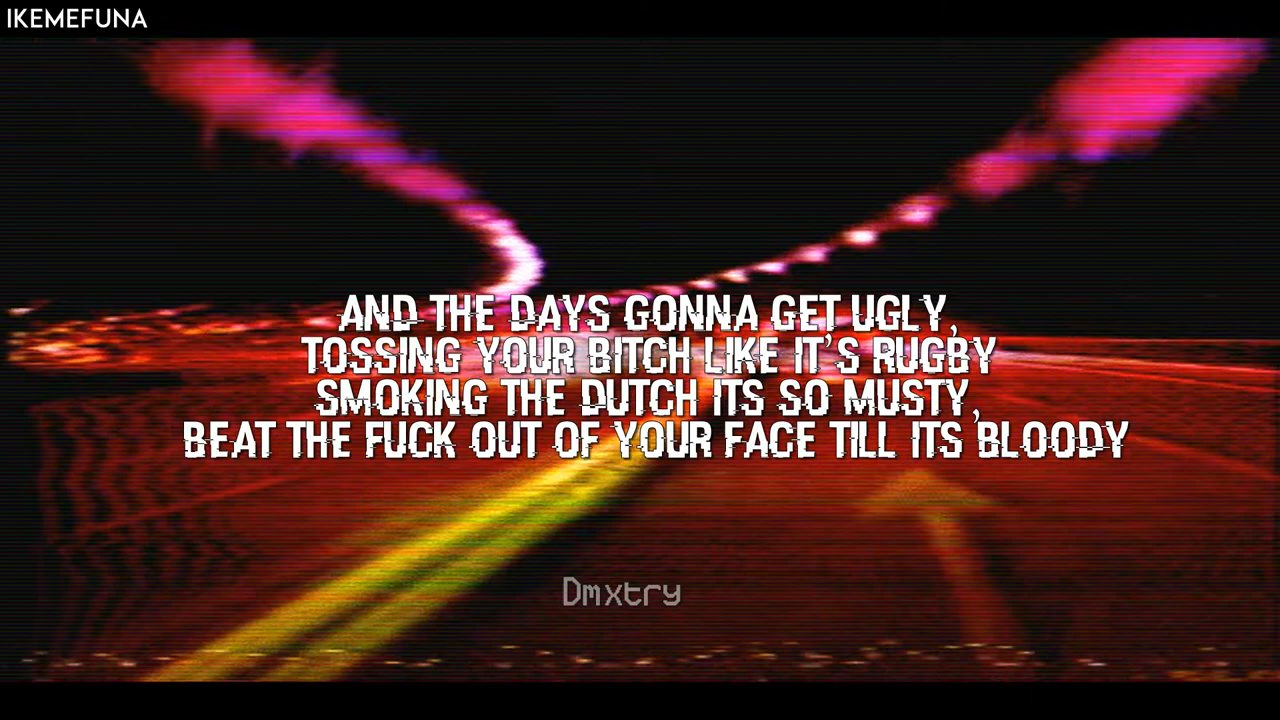 IKEMEFUNA
AND THE DAYS GONNA GET UGLY,
TOSSING YOUR BITCH LIKE IT'S RUGBY
SMOKING THE DUTCH ITS SO MUSTY,
BEAT THE FUCK OUT OF YOUR FACE TILL ITS BLOODY
Dmxtry